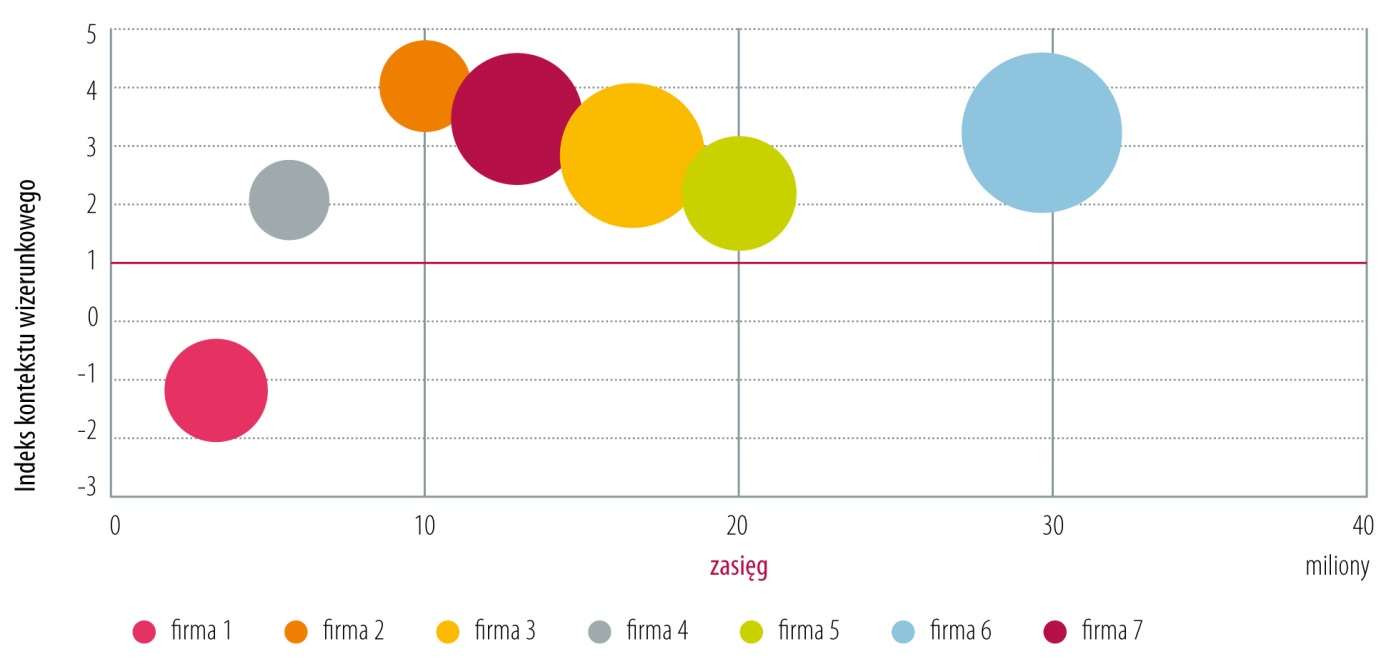 5
4
3
2
1
0
-1
-2
-3
Indeks kontekstu wizerunkowego
0 10 20 30 40
zasięg
miliony
firma 1 firma 2 firma 3 firma 4 firma 5 firma 6 firma 7